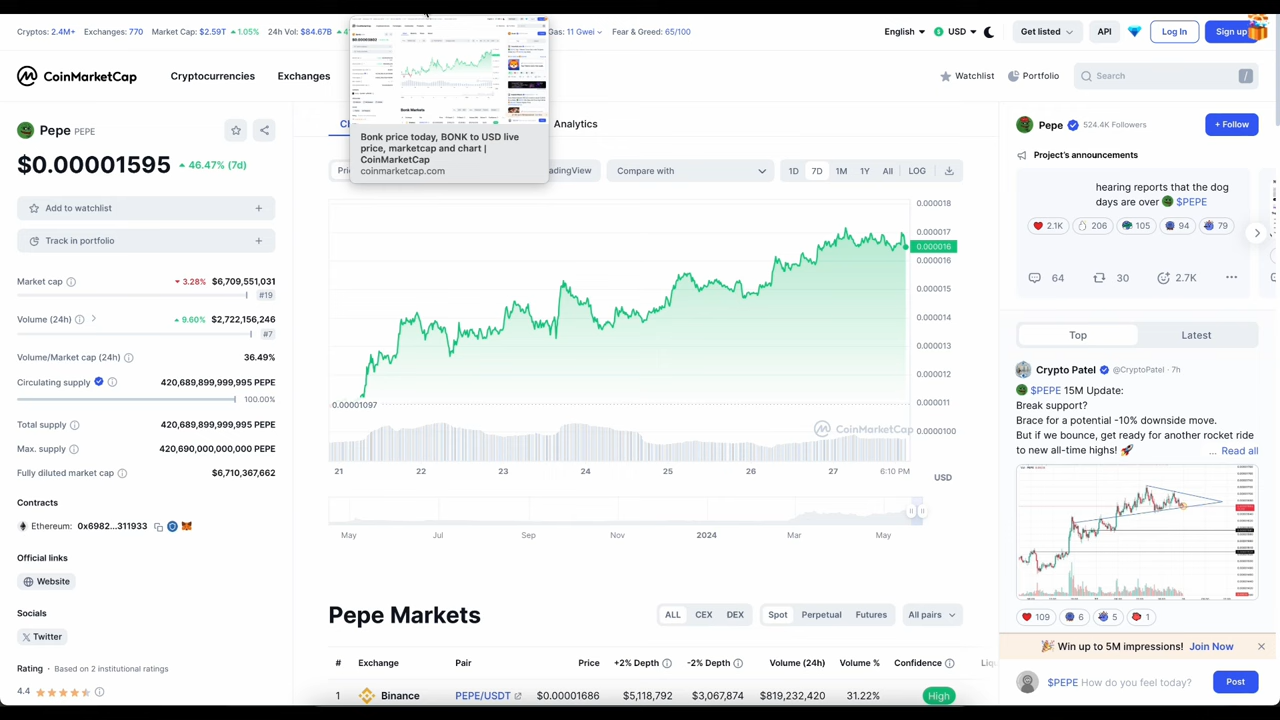 Cryptos: 2.4M+ Exchanges: 770 Market Cap: $2.59T 1.05% 24h Vol: $84.67B
Gas: 11 Gwei Fear & Greed: 65/100
English USD Get listed
CoinMarketCap Cryptocurrencies Exchanges
Watchlist
Pepe PEPE
$0.00001595 46.47% (7d)
Add to watchlist +
Track in portfolio +
Market cap 3.28% $6,709,551,031
#19
Volume (24h) 9.60% $2,722,156,246
#7
Volume/Market cap (24h) 36.49%
Circulating supply 420,689,899,999,995 PEPE
100.00%
Total supply 420,689,899,999,995 PEPE
Max. supply 420,690,000,000,000 PEPE
Fully diluted market cap $6,710,367,662
Contracts
Ethereum: 0x6982...311933
Official links
Website
Socials
Twitter
Rating · Based on 2 institutional ratings
4.4
Bonk price today, BONK to USD live
price, marketcap and chart |
CoinMarketCap
coinmarketcap.com
Bonk Markets
Analytics
Compare with
1D 7D 1M 1Y All LOG
0.000018
0.000017
0.000016
0.000016
0.000015
0.000014
0.000013
0.000012
0.000011
0.0000100
0.00001097
CoinMarketCap
21 22 23 24 25 26 27 6:10 PM
USD
May Jul Sep Nov 2024 Mar May
Pepe Markets
ALL CEX DEX Spot Perpetual Futures All pairs
# Exchange Pair Price +2% Depth -2% Depth Volume (24h) Volume % Confidence
1 Binance PEPE/USDT $0.00001686 $5,118,792 $3,067,874 $819,232,420 31.22% High
Pepe + Follow
Project's announcements
hearing reports that the dog
days are over $PEPE
2.1K 206 105 94 79
64 30 2.7K
Top Latest
Crypto Patel @CryptoPatel · 7h
$PEPE 15M Update:
Break support?
Brace for a potential -10% downside move.
But if we bounce, get ready for another rocket ride
to new all-time highs! ... Read all
109 6 5 1
Win up to 5M impressions! Join Now
$PEPE How do you feel today? Post